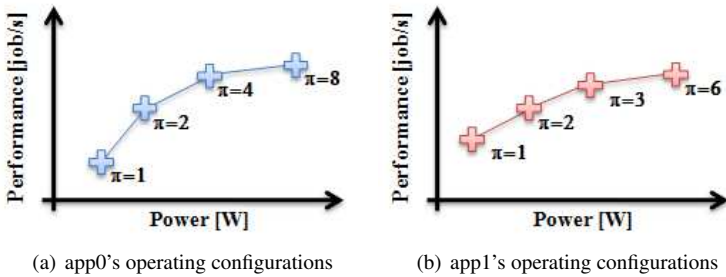 Performance [job/s]
π=1
π=2
π=4
π=8
Power [W]
(a) app0's operating configurations
Performance [job/s]
π=1
π=2
π=3
π=6
Power [W]
(b) app1's operating configurations